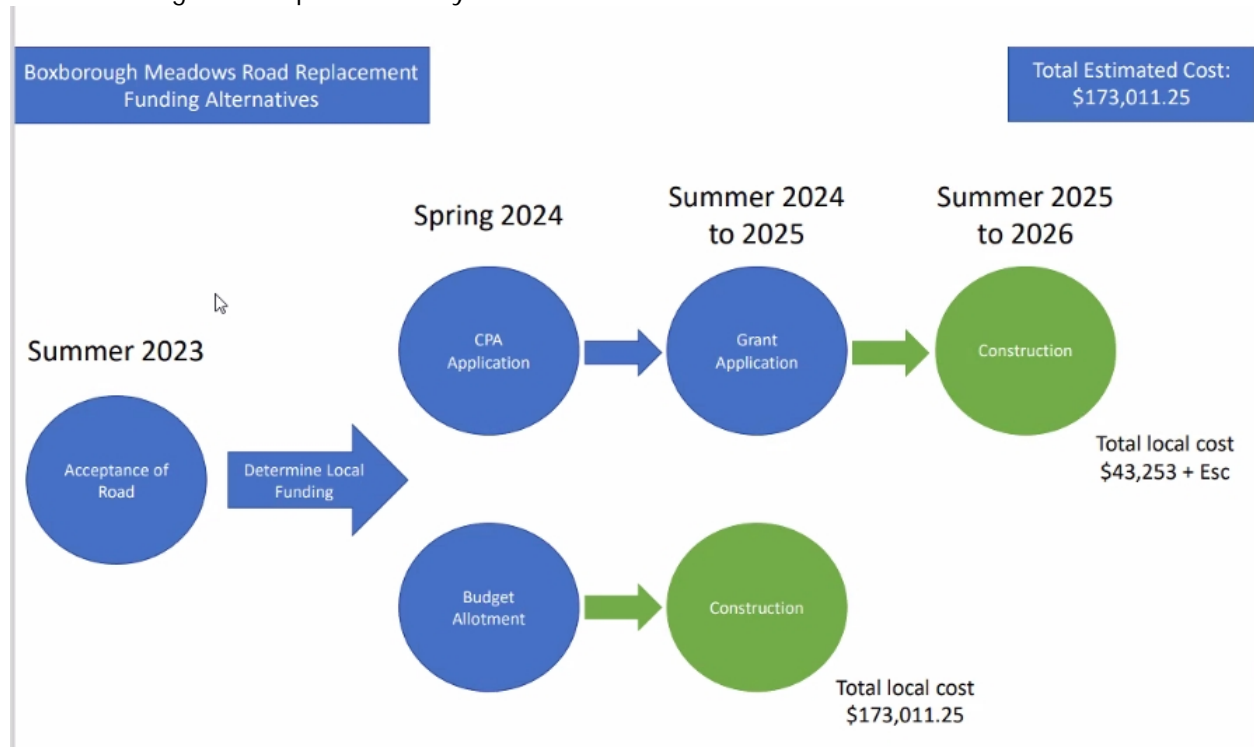 Boxborough Meadows Road Replacement
Funding Alternatives
Total Estimated Cost:
$173,011.25
Summer 2023
Acceptance of
Road
Determine Local
Funding
Spring 2024
CPA
Application
Summer 2024
to 2025
Grant
Application
Summer 2025
to 2026
Construction
Total local cost
$43,253 + Esc
Budget
Allotment
Construction
Total local cost
$173,011.25